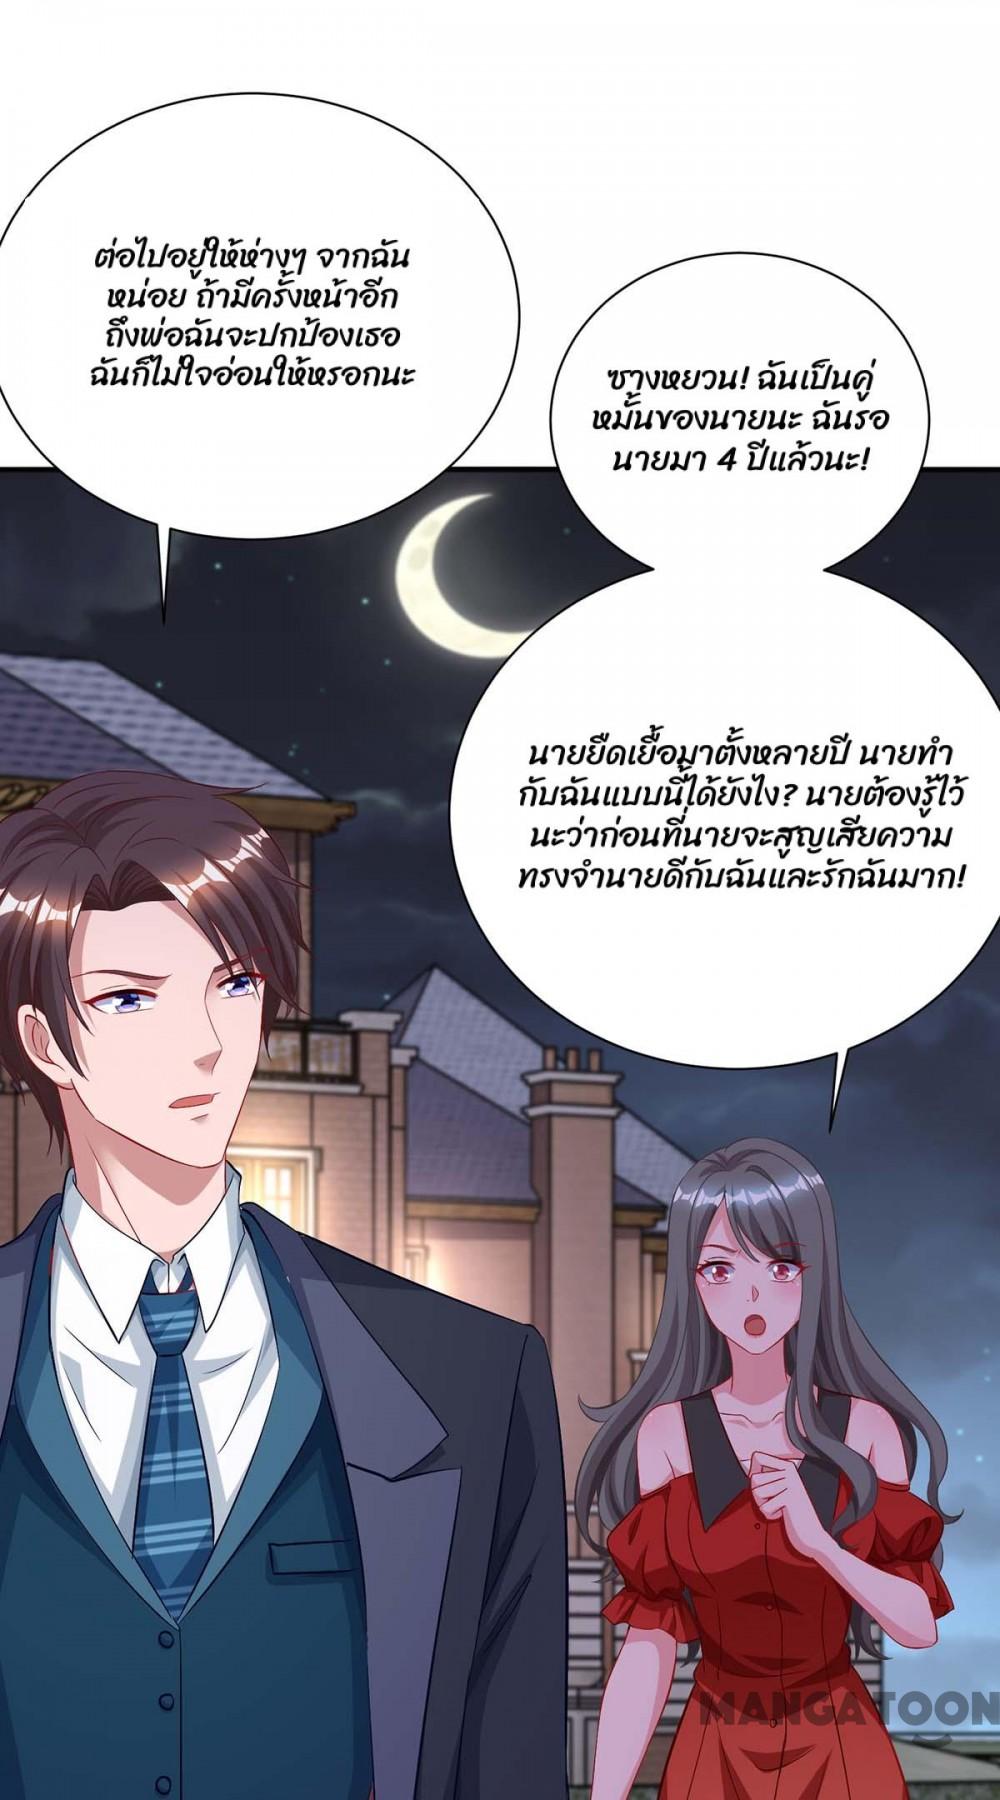 ต่อไปอยู่ให้ห่างๆ จากฉัน
หน่อย ถ้ามีครั้งหน้าอีก
ถึงพ่อฉันจะปกป้องเธอ
ฉันก็ไม่ใจอ่อนให้หรอกนะ
ซางหยวน! ฉันเป็นคู่
หมั้นของนายนะ ฉันรอ
นายมา 4 ปีแล้วนะ!
นายยืดเยื้อมาตั้งหลายปี นายทำ
กับฉันแบบนี้ได้ยังไง? นายต้องรู้ไว้
นะว่าก่อนที่นายจะสูญเสียความ
ทรงจำนายดีกับฉันและรักฉันมาก!
MANGATOON